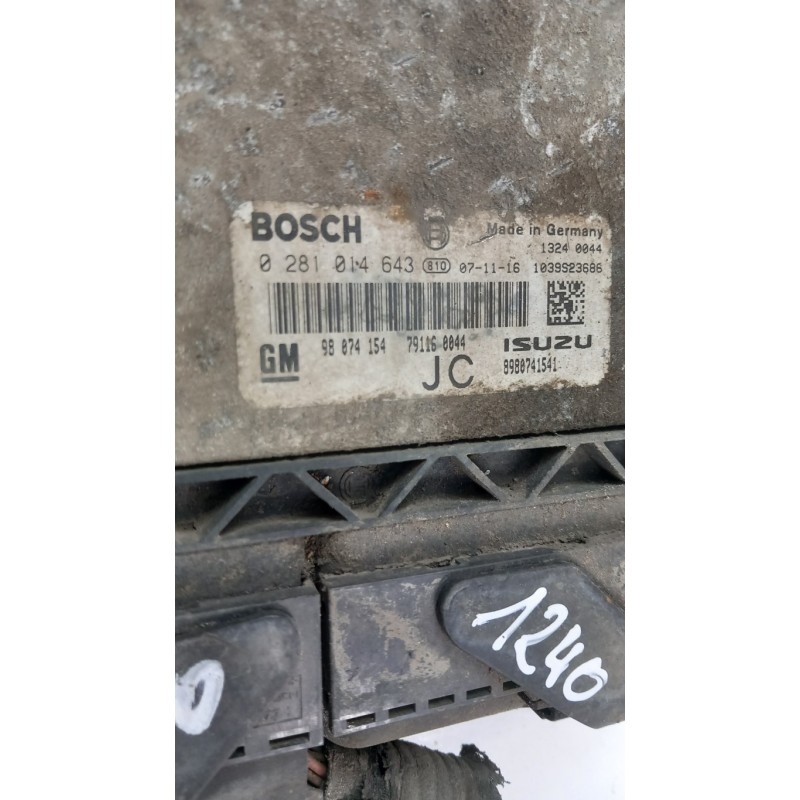 BOSCH Made in Germany
1324 0044
0 281 014 643 810 07-11-16 1039S23686
GM 98 074 154 79116 0044 ISUZU
JC 8980741541
1240
0